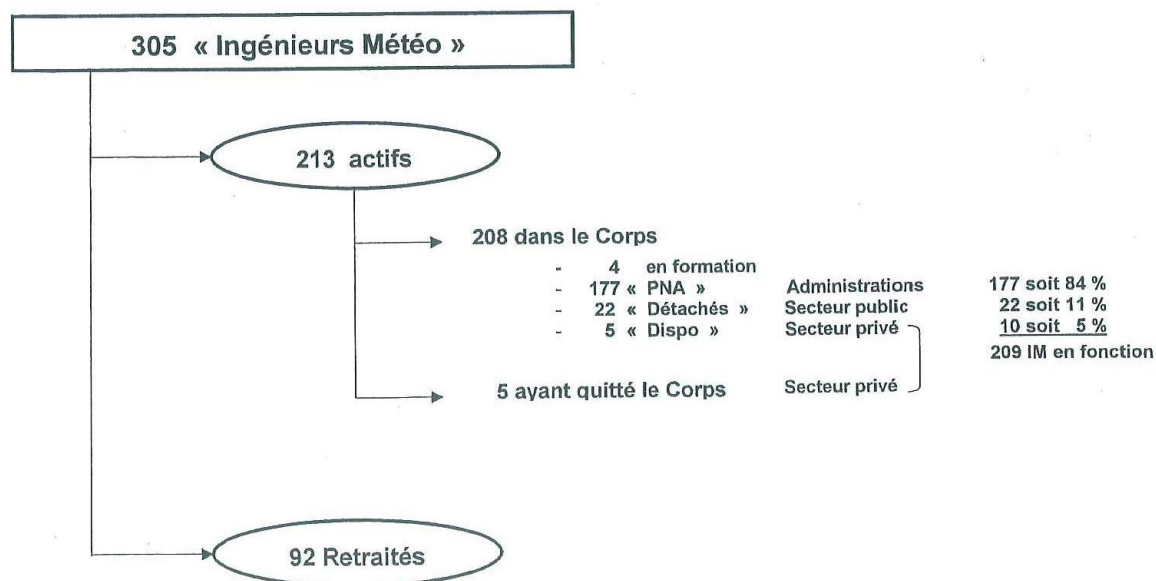 305 « Ingénieurs Météo »
213 actifs
208 dans le Corps
- 4 en formation
- 177 « PNA » Administrations 177 soit 84 %
- 22 « Détachés » Secteur public 22 soit 11 %
- 5 « Dispo » Secteur privé 10 soit 5 %
209 IM en fonction
5 ayant quitté le Corps Secteur privé
92 Retraités